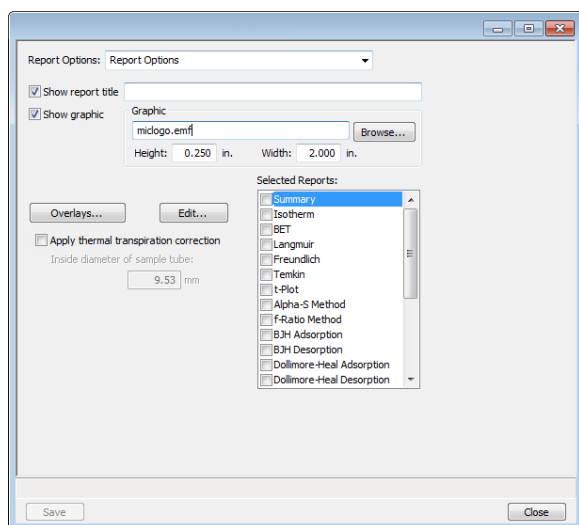 Report Options: Report Options
Show report title
Show graphic
Graphic
miclogo.emf
Browse...
Height: 0.250 in. Width: 2.000 in.
Selected Reports:
Overlays... Edit...
Apply thermal transpiration correction
Inside diameter of sample tube:
9.53 mm
Summary
Isotherm
BET
Langmuir
Freundlich
Temkin
t-Plot
Alpha-S Method
f-Ratio Method
BJH Adsorption
BJH Desorption
Dollimore-Heal Adsorption
Dollimore-Heal Desorption
Save Close